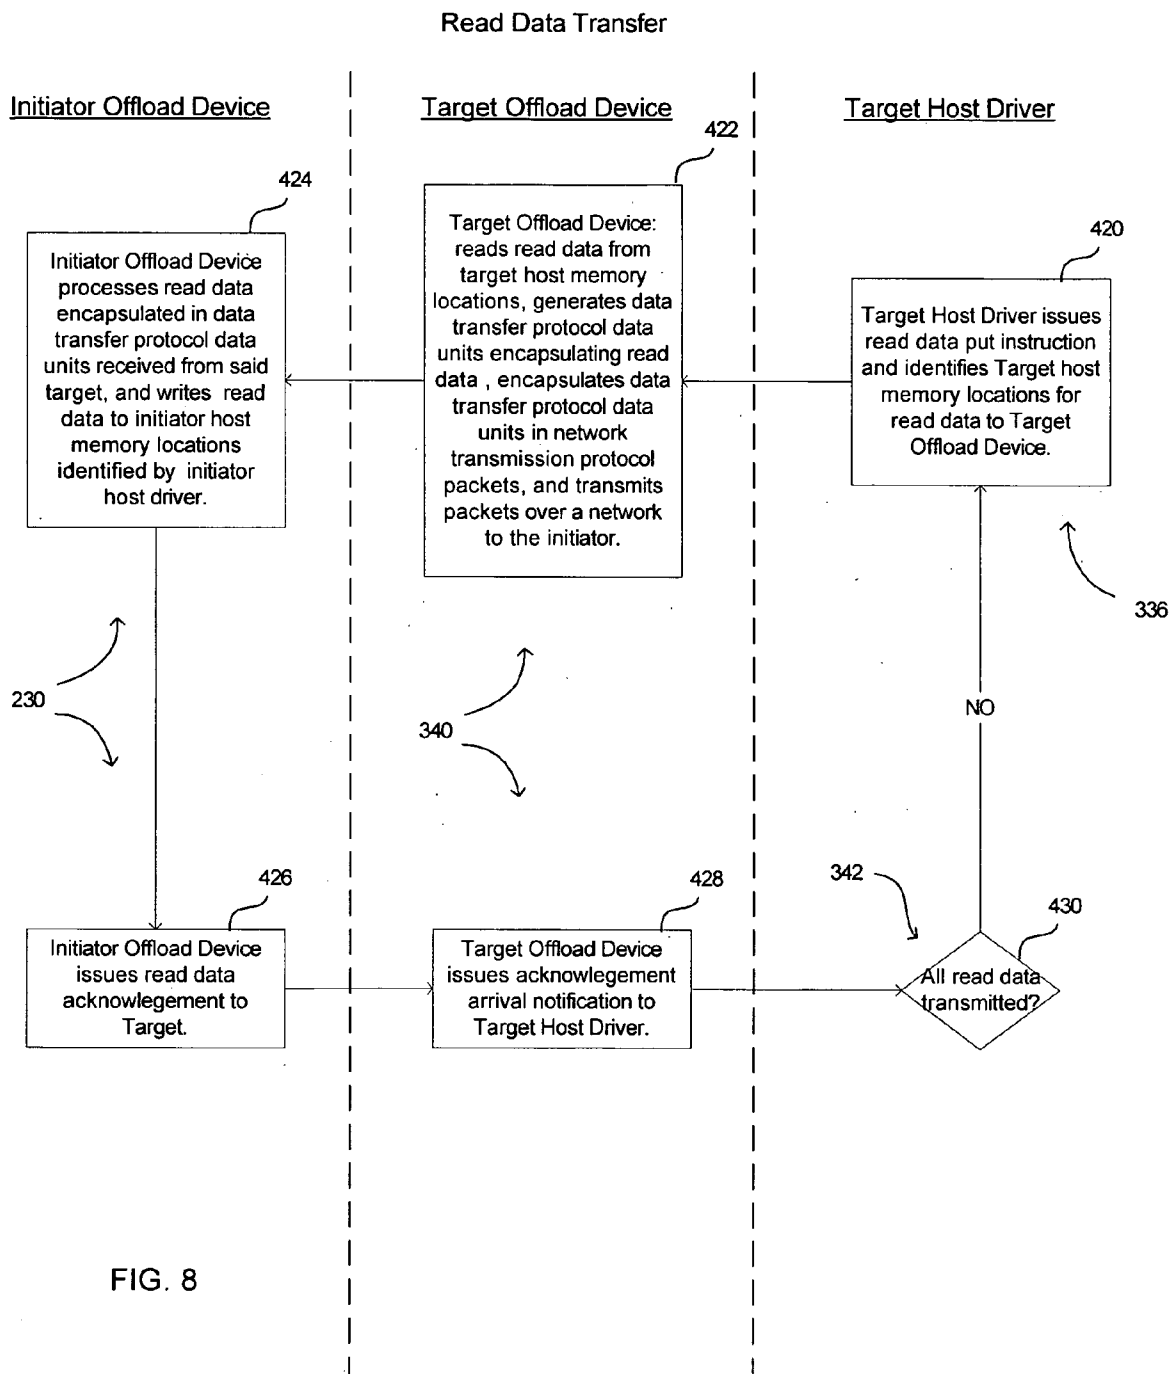 Read Data Transfer
Initiator Offload Device
Target Offload Device
Target Host Driver
424
Initiator Offload Device
processes read data
encapsulated in data
transfer protocol data
units received from said
target, and writes read
data to initiator host
memory locations
identified by initiator
host driver.
422
Target Offload Device:
reads read data from
target host memory
locations, generates data
transfer protocol data
units encapsulating read
data , encapsulates data
transfer protocol data
units in network
transmission protocol
packets, and transmits
packets over a network
to the initiator.
420
Target Host Driver issues
read data put instruction
and identifies Target host
memory locations for
read data to Target
Offload Device.
336
230
340
NO
342
426
Initiator Offload Device
issues read data
acknowlegement to
Target.
428
Target Offload Device
issues acknowlegement
arrival notification to
Target Host Driver.
430
All read data
transmitted?
FIG. 8